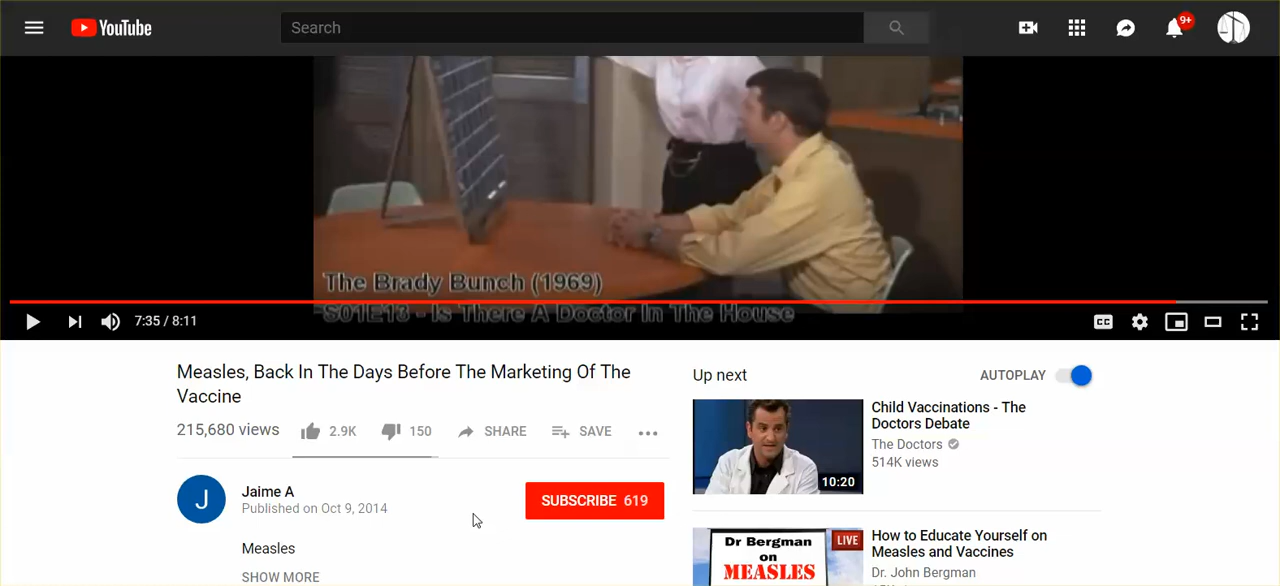 YouTube
Search
9+
The Brady Bunch (1969)
S01E13 - Is There A Doctor In The House
7:35 / 8:11
CC
Measles, Back In The Days Before The Marketing Of The
Vaccine
215,680 views
2.9K
150
SHARE
SAVE
J
Jaime A
Published on Oct 9, 2014
SUBSCRIBE 619
Measles
SHOW MORE
Up next
AUTOPLAY
10:20
Child Vaccinations - The
Doctors Debate
The Doctors
514K views
Dr Bergman
on
MEASLES
LIVE
How to Educate Yourself on
Measles and Vaccines
Dr. John Bergman